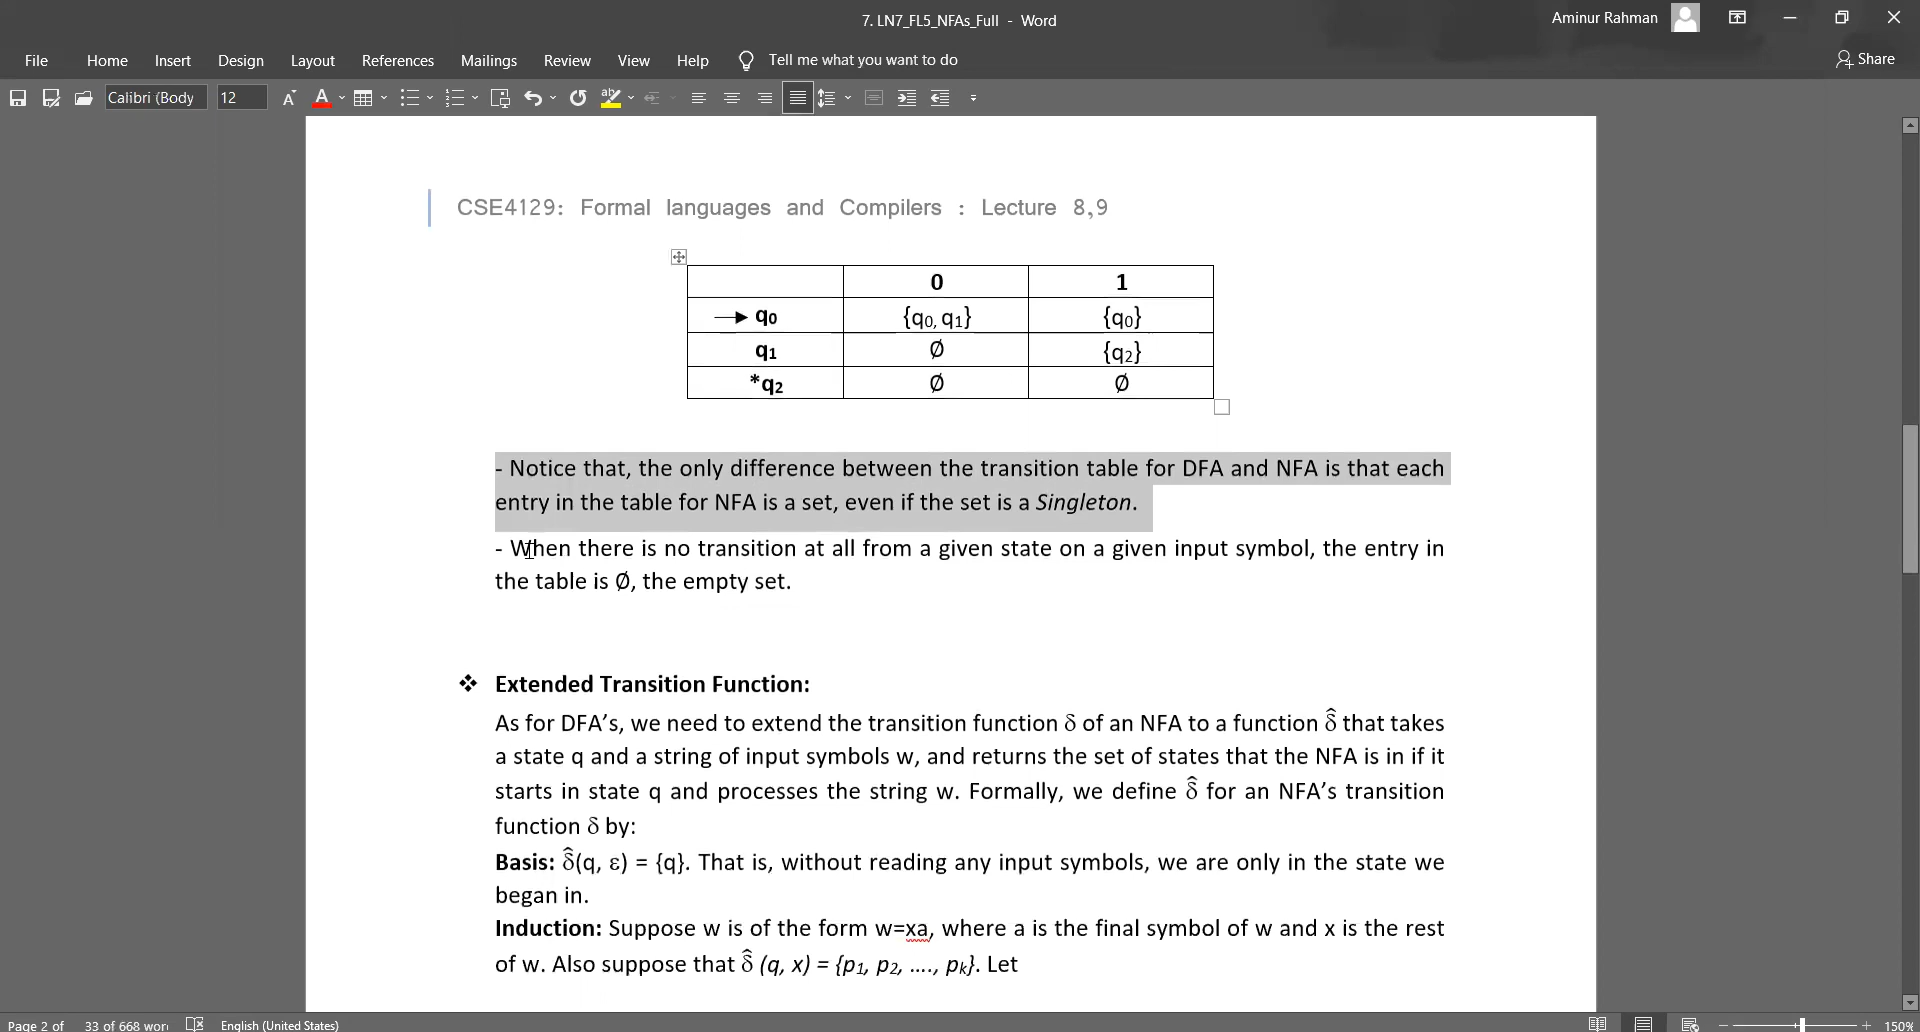 7. LN7_FL5_NFAs_Full - Word
Aminur Rahman
File Home Insert Design Layout References Mailings Review View Help Tell me what you want to do
Share
Calibri (Body 12
CSE4129: Formal languages and Compilers : Lecture 8,9
0 1
q0 {q0, q1} {q0}
q1 ∅ {q2}
*q2 ∅ ∅
- Notice that, the only difference between the transition table for DFA and NFA is that each
entry in the table for NFA is a set, even if the set is a Singleton.
- When there is no transition at all from a given state on a given input symbol, the entry in
the table is ∅, the empty set.
❖ Extended Transition Function:
As for DFA’s, we need to extend the transition function δ of an NFA to a function δ̂ that takes
a state q and a string of input symbols w, and returns the set of states that the NFA is in if it
starts in state q and processes the string w. Formally, we define δ̂ for an NFA’s transition
function δ by:
Basis: δ̂(q, ε) = {q}. That is, without reading any input symbols, we are only in the state we
began in.
Induction: Suppose w is of the form w=xa, where a is the final symbol of w and x is the rest
of w. Also suppose that δ̂ (q, x) = {p1, p2, ...., pk}. Let
Page 2 of 33 of 668 wor English (United States) 150%